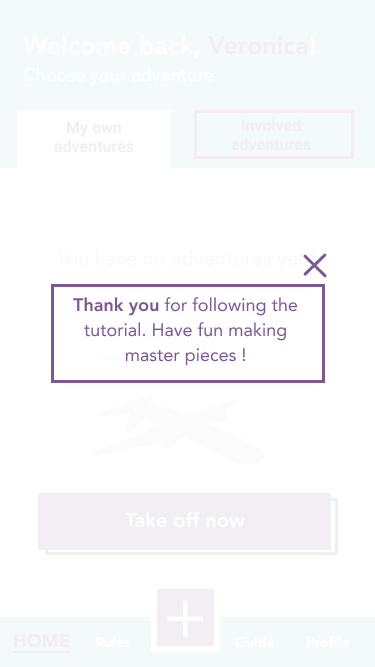 Welcome back, Veronica!
Choose your adventure
My own
adventures
Involved
adventures
You have no adventures yet
Thank you for following the
tutorial. Have fun making
master pieces !
Take off now
HOME
Rules
Guide
Profile